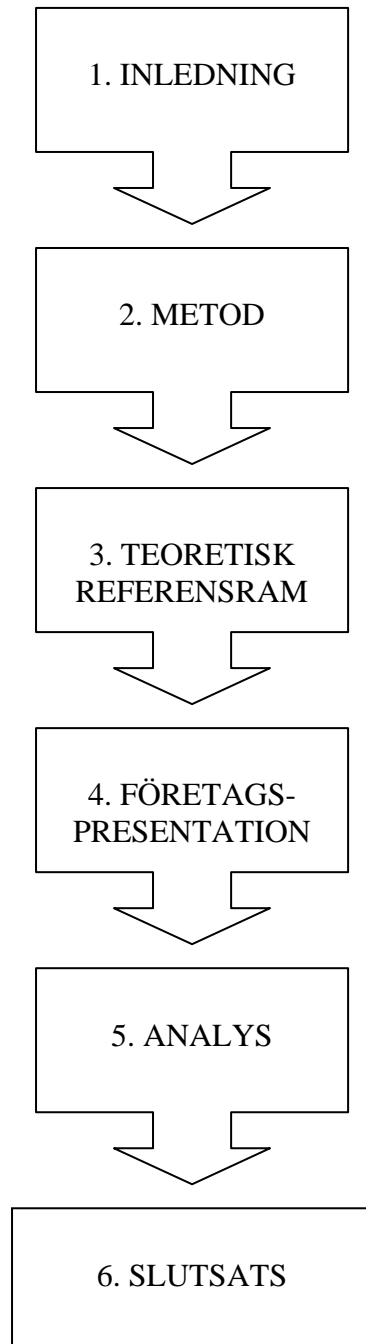 1. INLEDNING
2. METOD
3. TEORETISK
REFERENSRAM
4. FÖRETAGS-
PRESENTATION
5. ANALYS
6. SLUTSATS